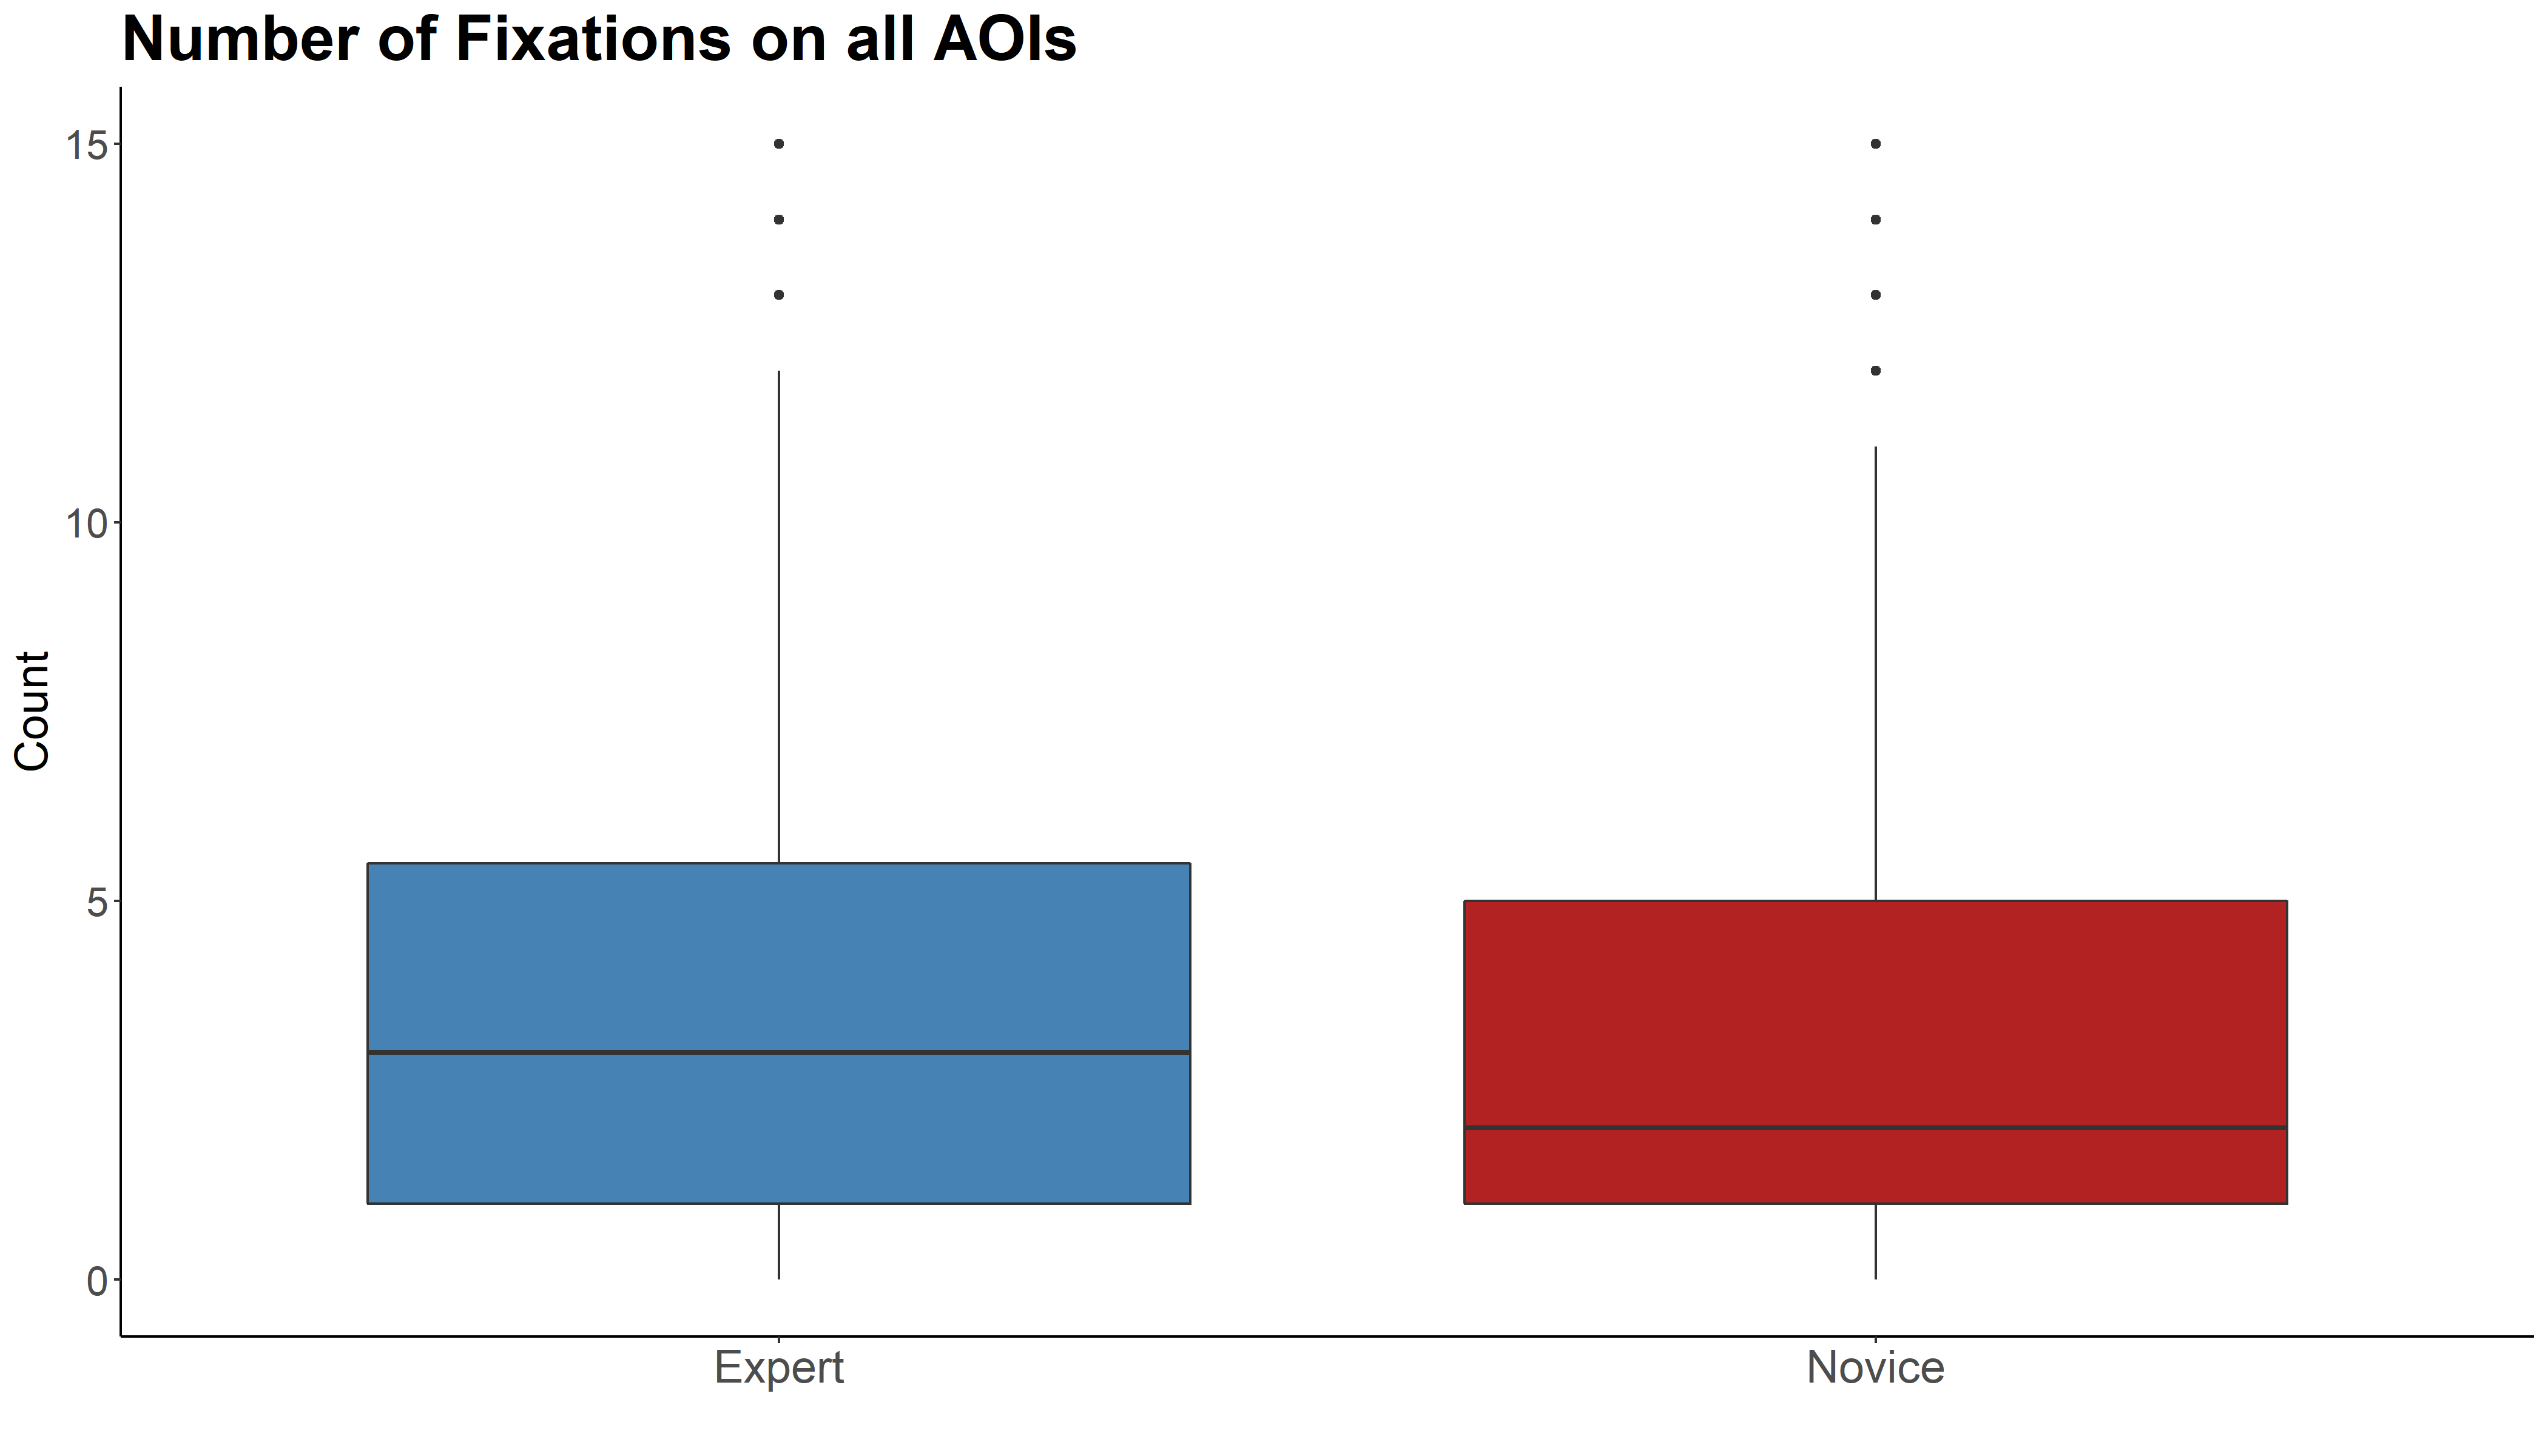 Number of Fixations on all AOIs
15
10
5
0
Count
Expert
Novice